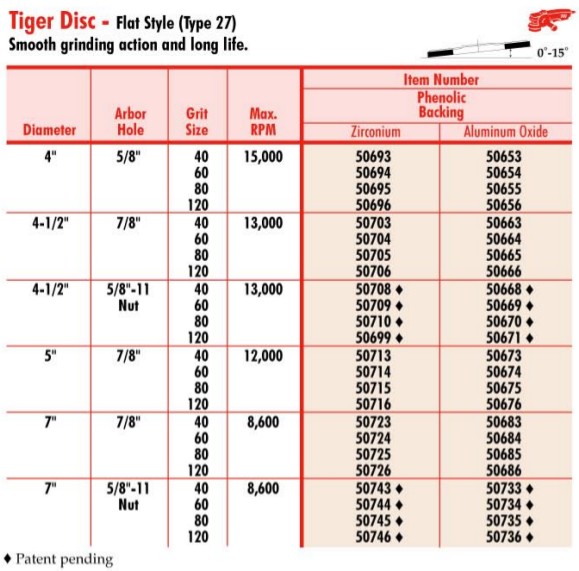 Tiger Disc - Flat Style (Type 27)
Smooth grinding action and long life.
0°-15°
Item Number
Phenolic
Backing
Diameter Arbor Hole Grit Size Max. RPM Zirconium Aluminum Oxide
4" 5/8" 40 15,000 50693 50653
60 50694 50654
80 50695 50655
120 50696 50656
4-1/2" 7/8" 40 13,000 50703 50663
60 50704 50664
80 50705 50665
120 50706 50666
4-1/2" 5/8"-11 40 13,000 50708 ♦ 50668 ♦
Nut 60 50709 ♦ 50669 ♦
80 50710 ♦ 50670 ♦
120 50699 ♦ 50671 ♦
5" 7/8" 40 12,000 50713 50673
60 50714 50674
80 50715 50675
120 50716 50676
7" 7/8" 40 8,600 50723 50683
60 50724 50684
80 50725 50685
120 50726 50686
7" 5/8"-11 40 8,600 50743 ♦ 50733 ♦
Nut 60 50744 ♦ 50734 ♦
80 50745 ♦ 50735 ♦
120 50746 ♦ 50736 ♦
♦ Patent pending